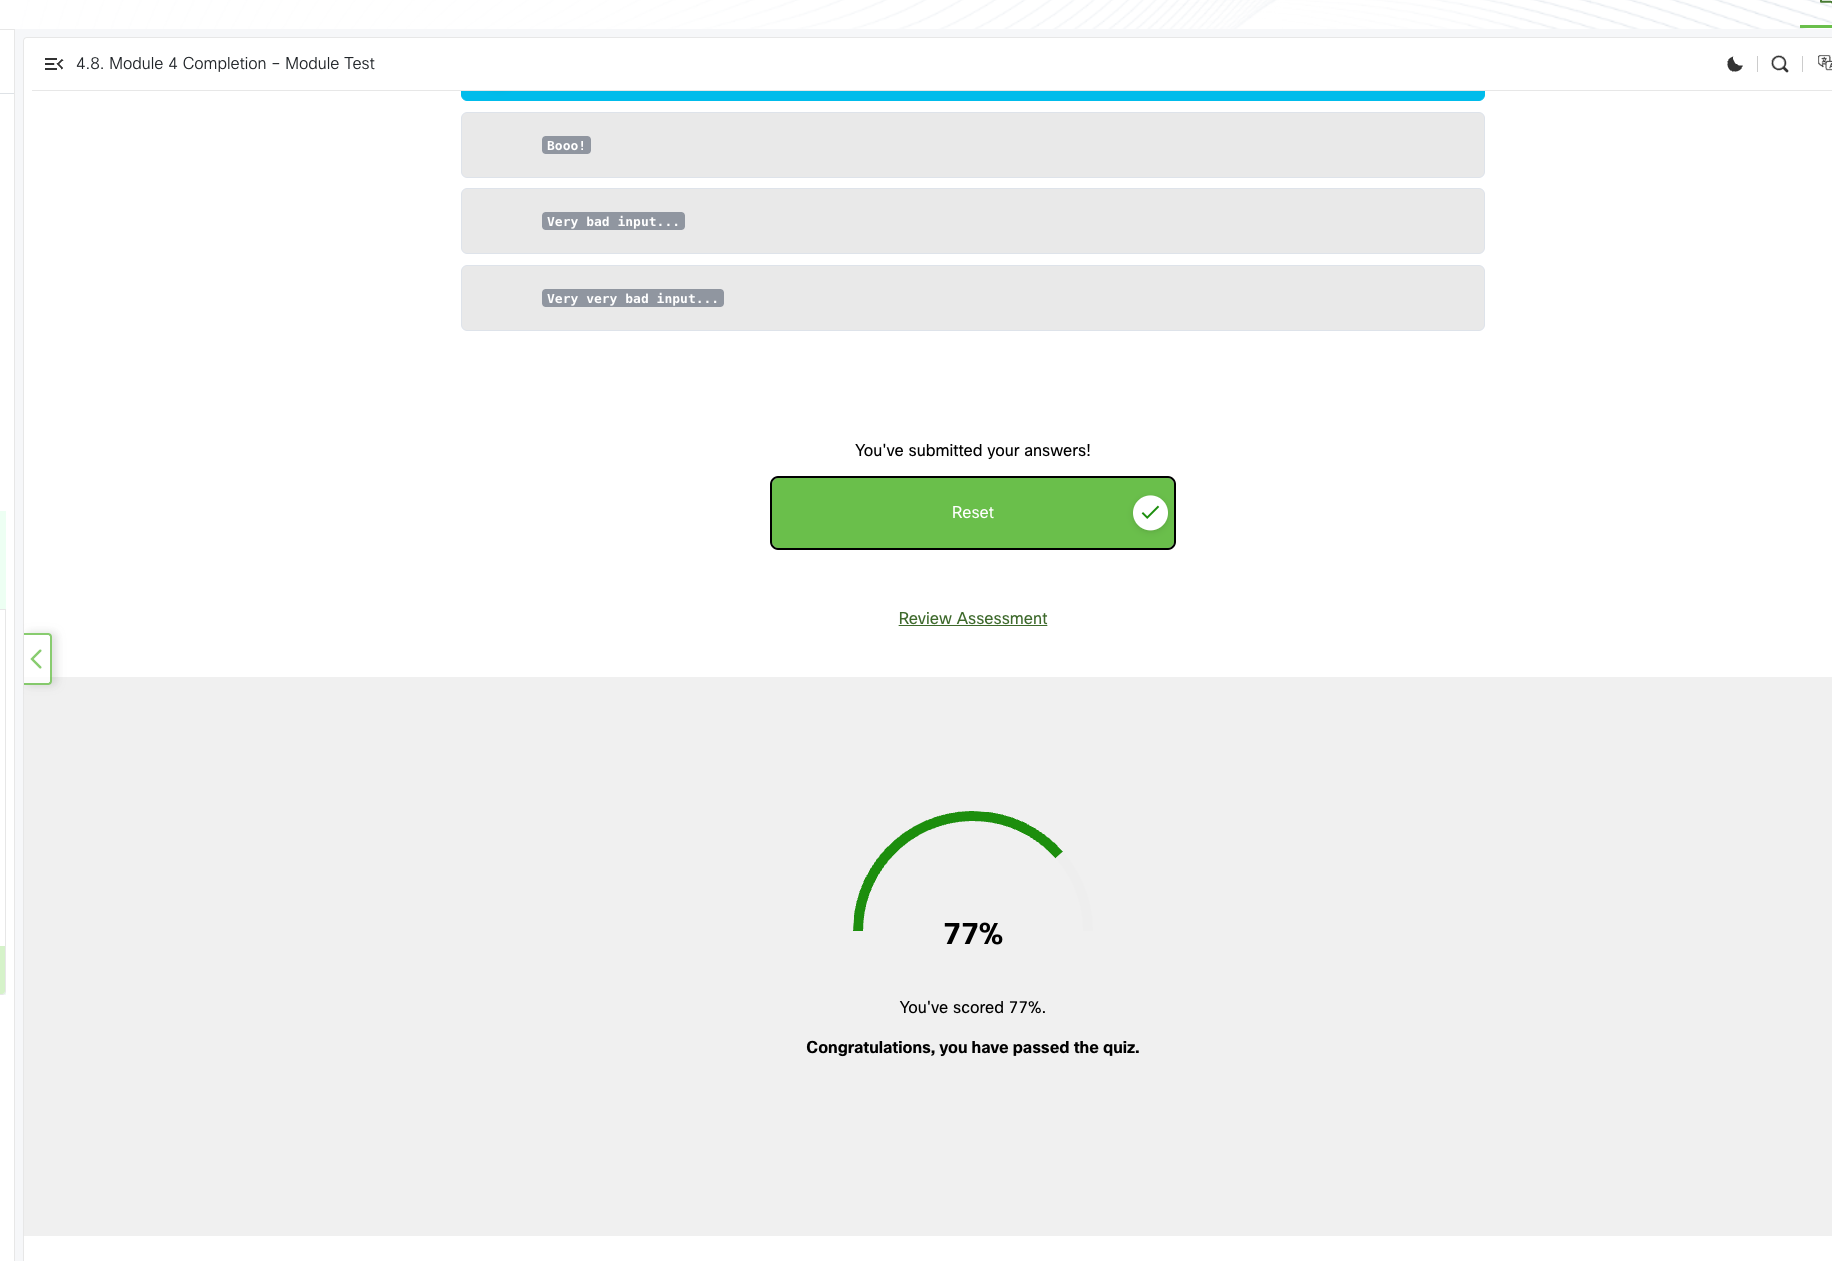 4.8. Module 4 Completion – Module Test
Booo!
Very bad input...
Very very bad input...
You've submitted your answers!
Reset
Review Assessment
77%
You've scored 77%.
Congratulations, you have passed the quiz.